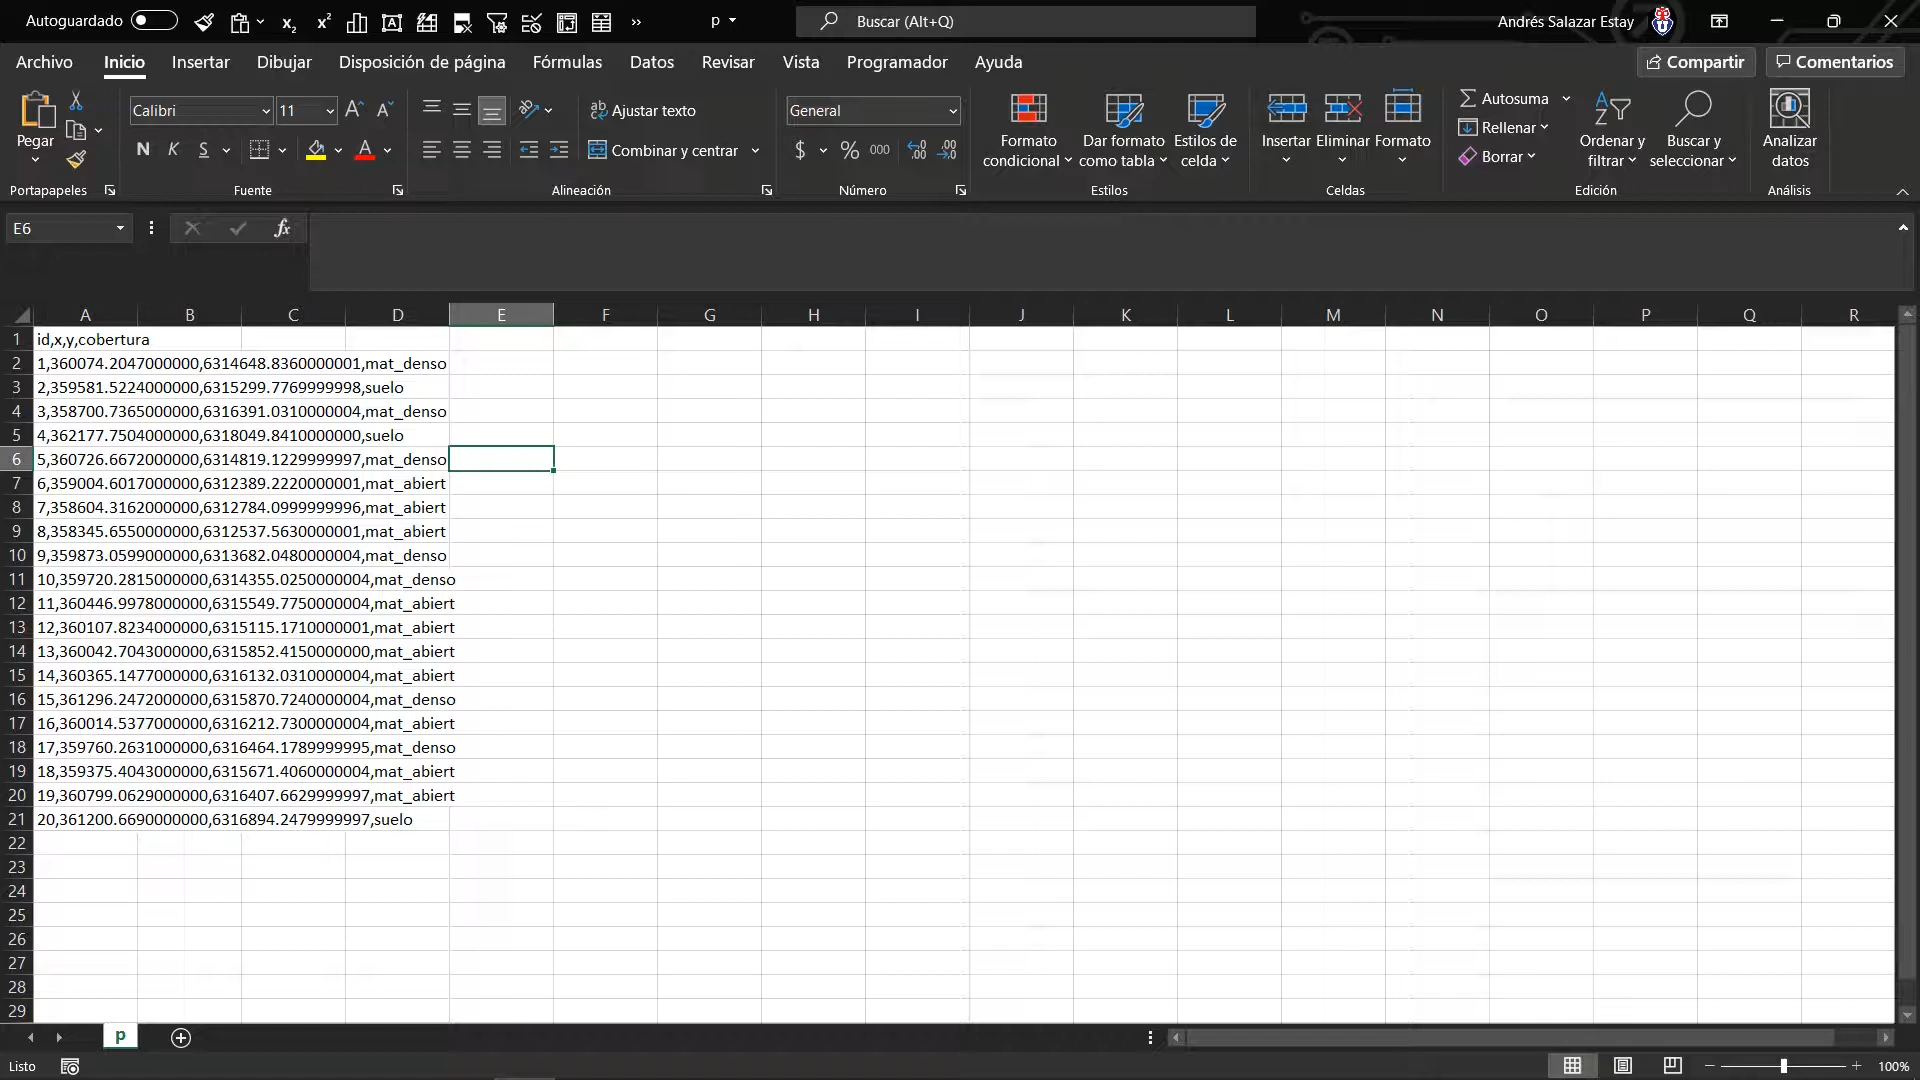 Autoguardado
p
Buscar (Alt+Q)
Andrés Salazar Estay
Archivo Inicio Insertar Dibujar Disposición de página Fórmulas Datos Revisar Vista Programador Ayuda
Compartir Comentarios
Pegar
Portapapeles
Calibri 11
N K S
Fuente
Ajustar texto
Combinar y centrar
Alineación
General
$ % 000
Número
Formato condicional
Dar formato como tabla
Estilos de celda
Estilos
Insertar Eliminar Formato
Celdas
Autosuma
Rellenar
Borrar
Ordenar y filtrar
Buscar y seleccionar
Edición
Analizar datos
Análisis
E6
fx
A B C D E F G H I J K L M N O P Q R
1 id,x,y,cobertura
2 1,360074.2047000000,6314648.8360000001,mat_denso
3 2,359581.5224000000,6315299.7769999998,suelo
4 3,358700.7365000000,6316391.0310000004,mat_denso
5 4,362177.7504000000,6318049.8410000000,suelo
6 5,360726.6672000000,6314819.1229999997,mat_denso
7 6,359004.6017000000,6312389.2220000001,mat_abiert
8 7,358604.3162000000,6312784.0999999996,mat_abiert
9 8,358345.6550000000,6312537.5630000001,mat_abiert
10 9,359873.0599000000,6313682.0480000004,mat_denso
11 10,359720.2815000000,6314355.0250000004,mat_denso
12 11,360446.9978000000,6315549.7750000004,mat_abiert
13 12,360107.8234000000,6315115.1710000001,mat_abiert
14 13,360042.7043000000,6315852.4150000000,mat_abiert
15 14,360365.1477000000,6316132.0310000004,mat_abiert
16 15,361296.2472000000,6315870.7240000004,mat_denso
17 16,360014.5377000000,6316212.7300000004,mat_abiert
18 17,359760.2631000000,6316464.1789999995,mat_denso
19 18,359375.4043000000,6315671.4060000004,mat_abiert
20 19,360799.0629000000,6316407.6629999997,mat_abiert
21 20,361200.6690000000,6316894.2479999997,suelo
22
23
24
25
26
27
28
29
p
Listo
100%